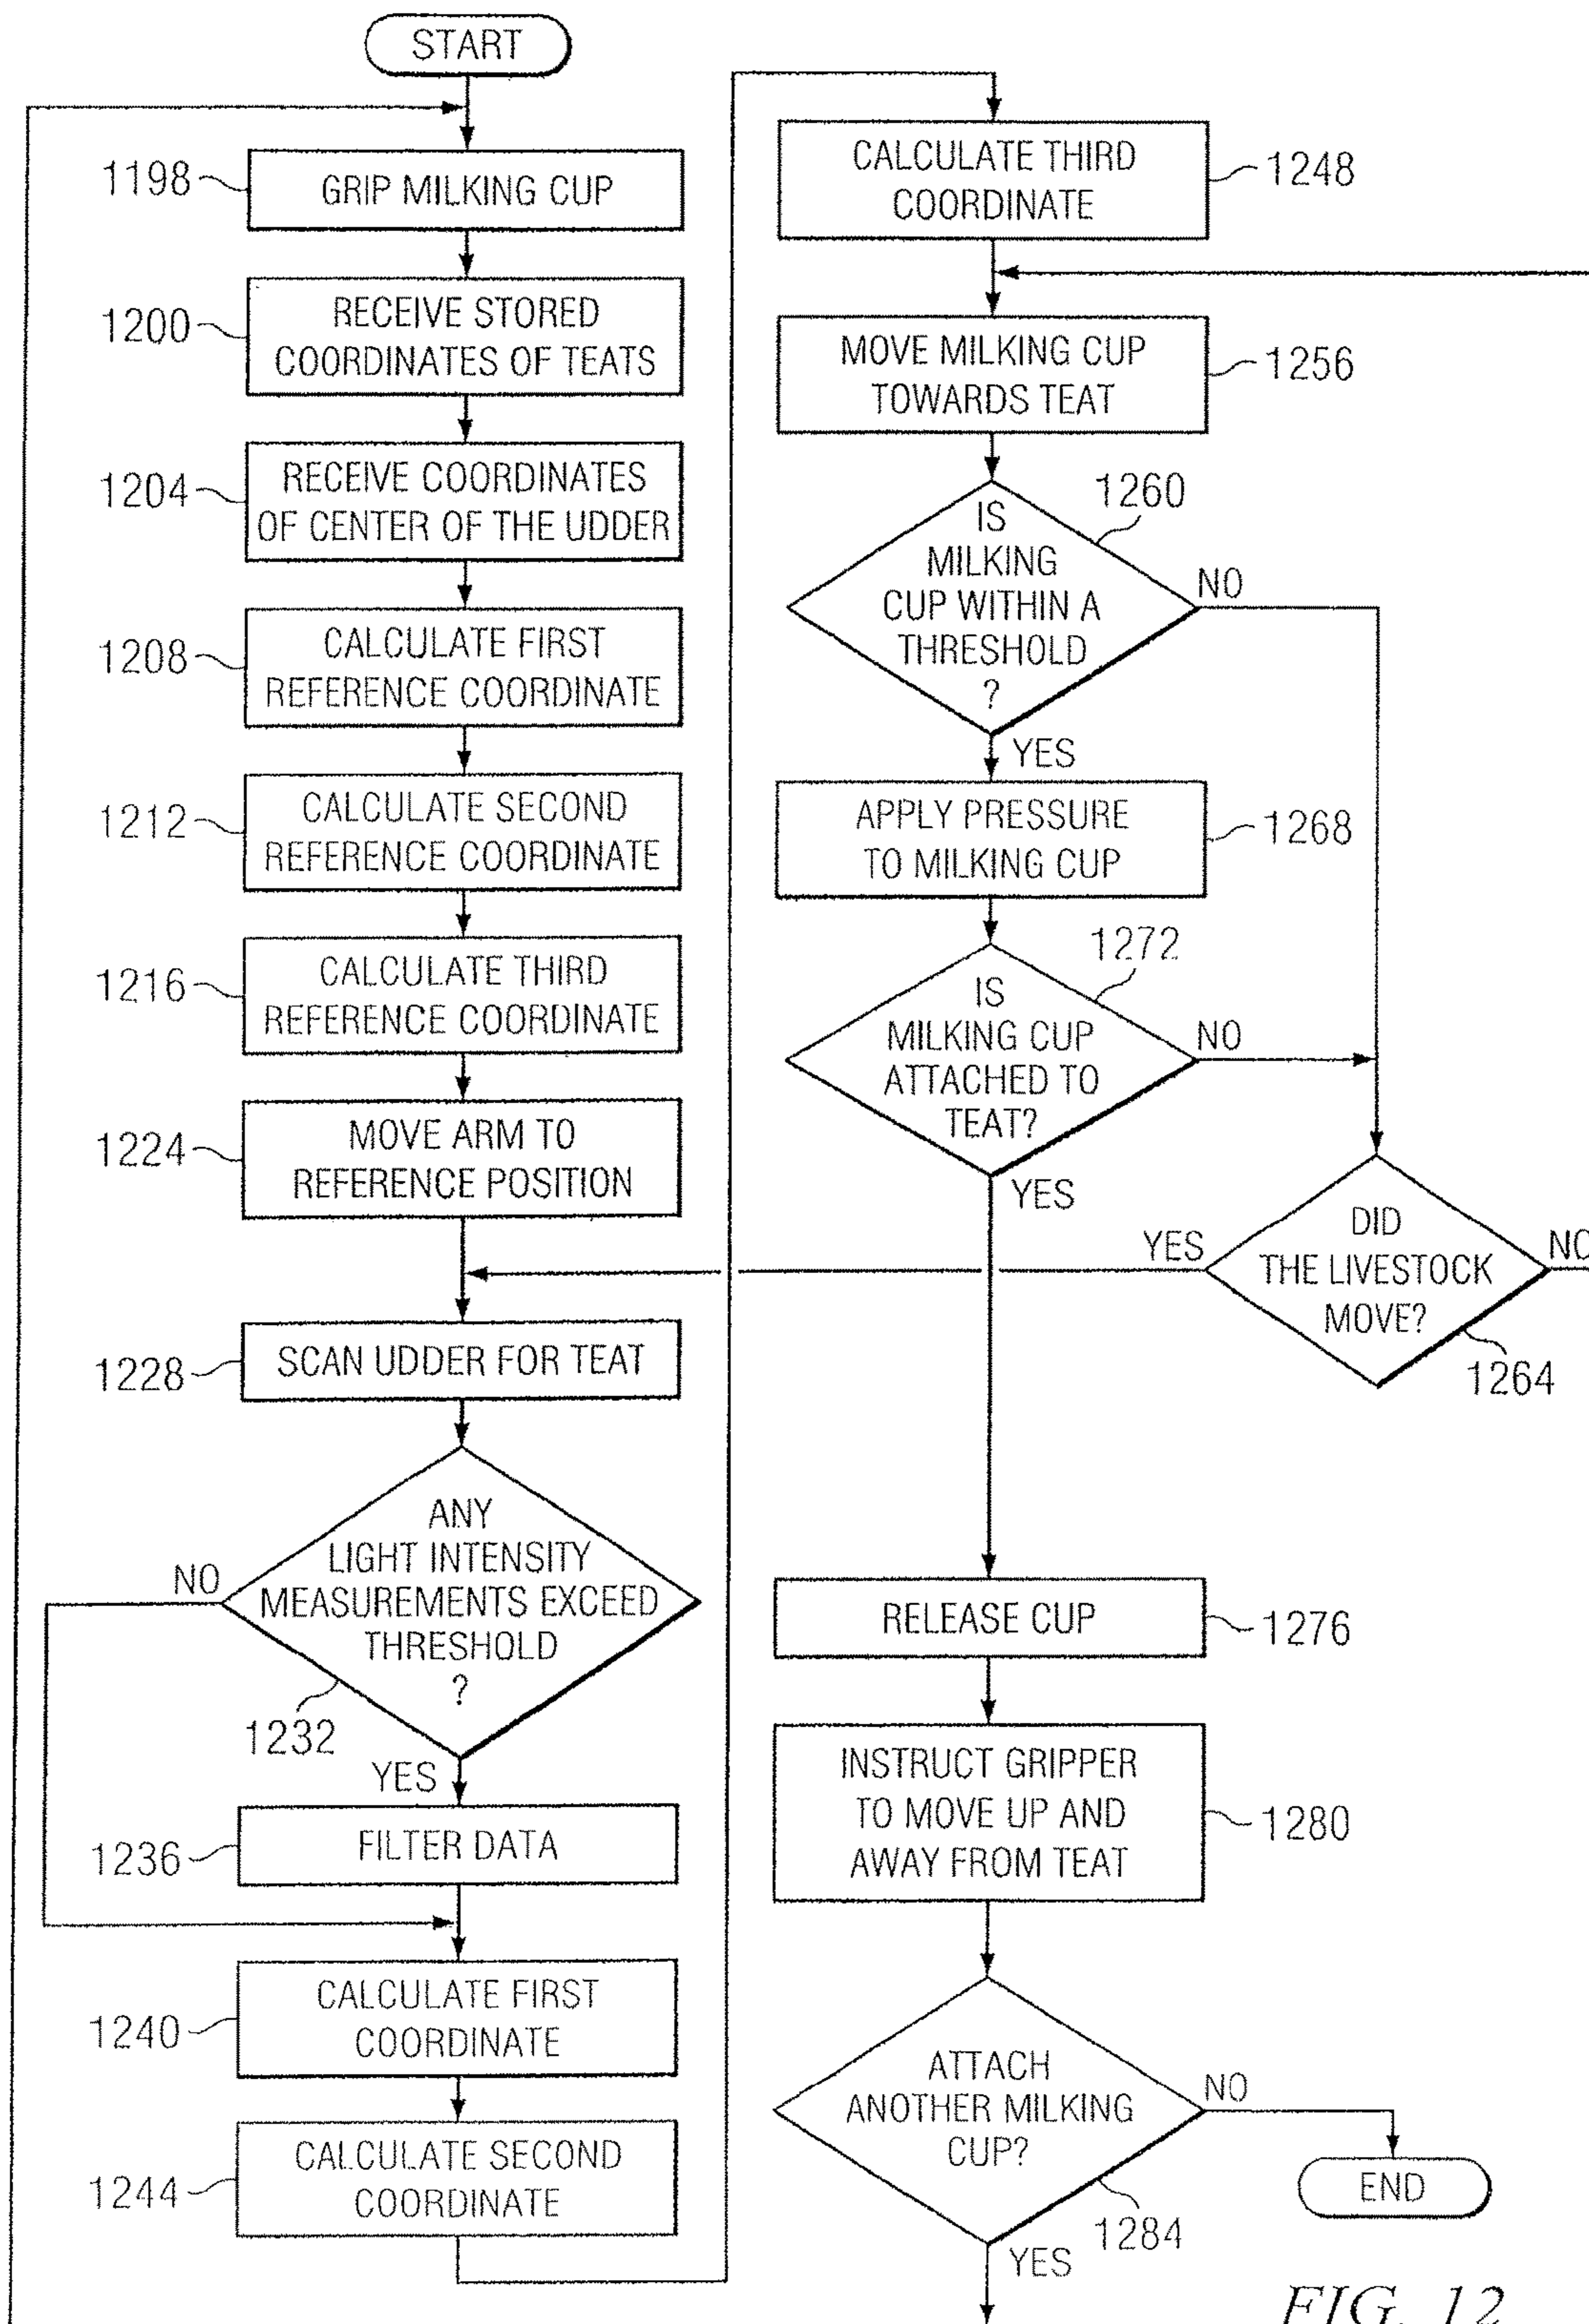 START
1198
GRIP MILKING CUP
1200
RECEIVE STORED
COORDINATES OF TEATS
1204
RECEIVE COORDINATES
OF CENTER OF THE UDDER
1208
CALCULATE FIRST
REFERENCE COORDINATE
1212
CALCULATE SECOND
REFERENCE COORDINATE
1216
CALCULATE THIRD
REFERENCE COORDINATE
1224
MOVE ARM TO
REFERENCE POSITION
1228
SCAN UDDER FOR TEAT
ANY
LIGHT INTENSITY
MEASUREMENTS EXCEED
THRESHOLD
?
NO
1232
YES
1236
FILTER DATA
1240
CALCULATE FIRST
COORDINATE
1244
CALCULATE SECOND
COORDINATE
CALCULATE THIRD
COORDINATE
1248
MOVE MILKING CUP
TOWARDS TEAT
1256
1260
IS
MILKING
CUP WITHIN A
THRESHOLD
?
NO
YES
APPLY PRESSURE
TO MILKING CUP
1268
1272
IS
MILKING CUP
ATTACHED TO
TEAT?
NO
YES
DID
THE LIVESTOCK
MOVE?
YES
NO
1264
RELEASE CUP
1276
INSTRUCT GRIPPER
TO MOVE UP AND
AWAY FROM TEAT
1280
ATTACH
ANOTHER MILKING
CUP?
NO
1284
YES
END
FIG. 12